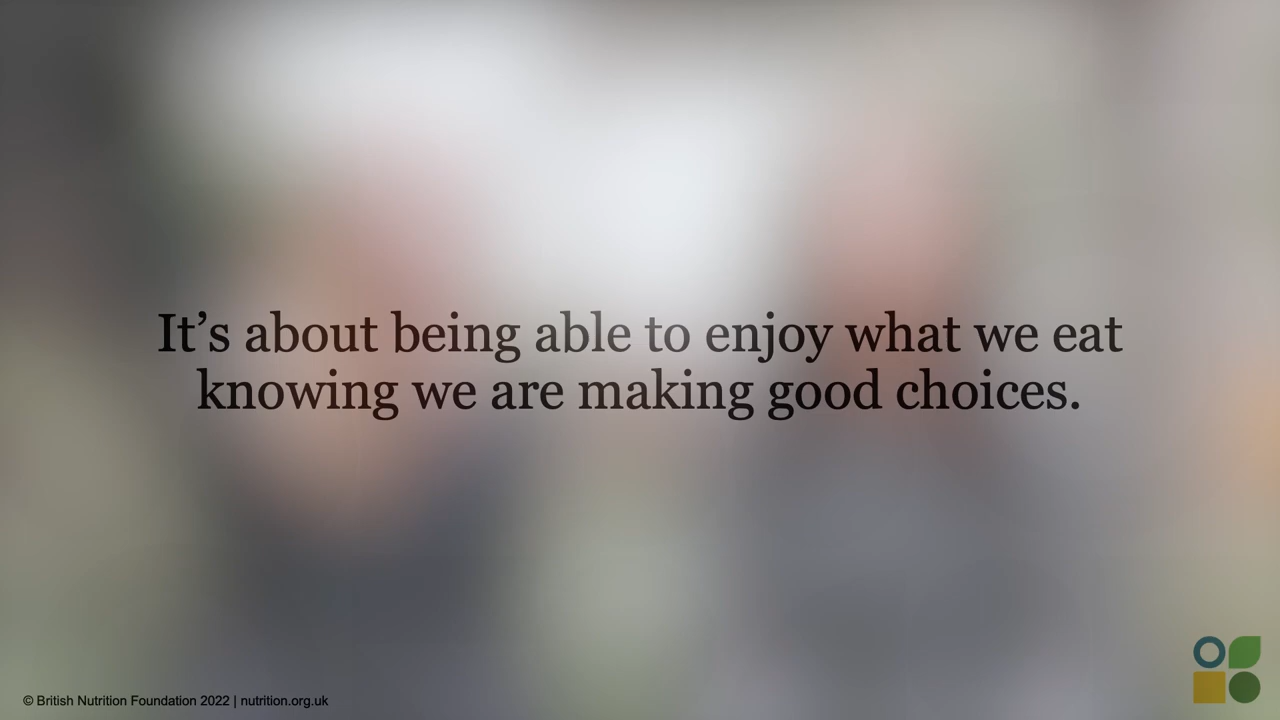 It’s about being able to enjoy what we eat
knowing we are making good choices.
© British Nutrition Foundation 2022 | nutrition.org.uk